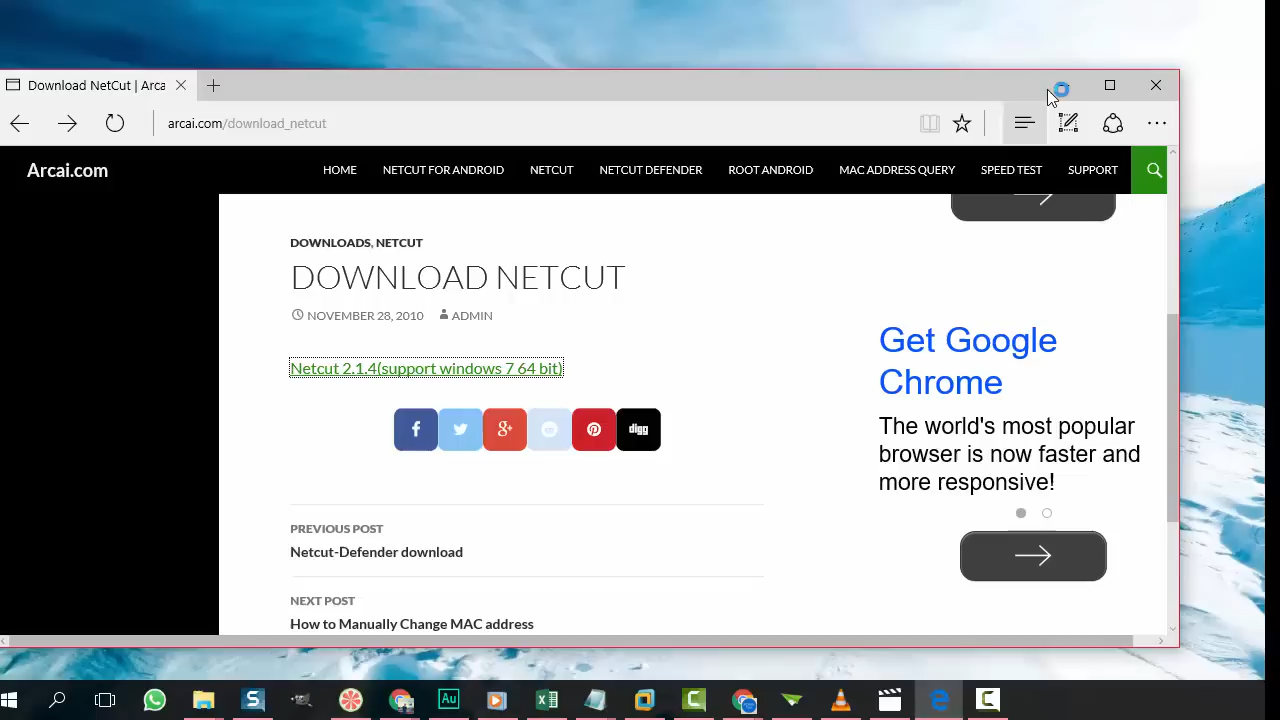 Download NetCut | Arca
arcai.com/download_netcut
Arcai.com
HOME
NETCUT FOR ANDROID
NETCUT
NETCUT DEFENDER
ROOT ANDROID
MAC ADDRESS QUERY
SPEED TEST
SUPPORT
DOWNLOADS, NETCUT
DOWNLOAD NETCUT
NOVEMBER 28, 2010 ADMIN
Netcut 2.1.4(support windows 7 64 bit)
f g+ digg
PREVIOUS POST
Netcut-Defender download
NEXT POST
How to Manually Change MAC address
Get Google
Chrome
The world's most popular
browser is now faster and
more responsive!
S Au C C